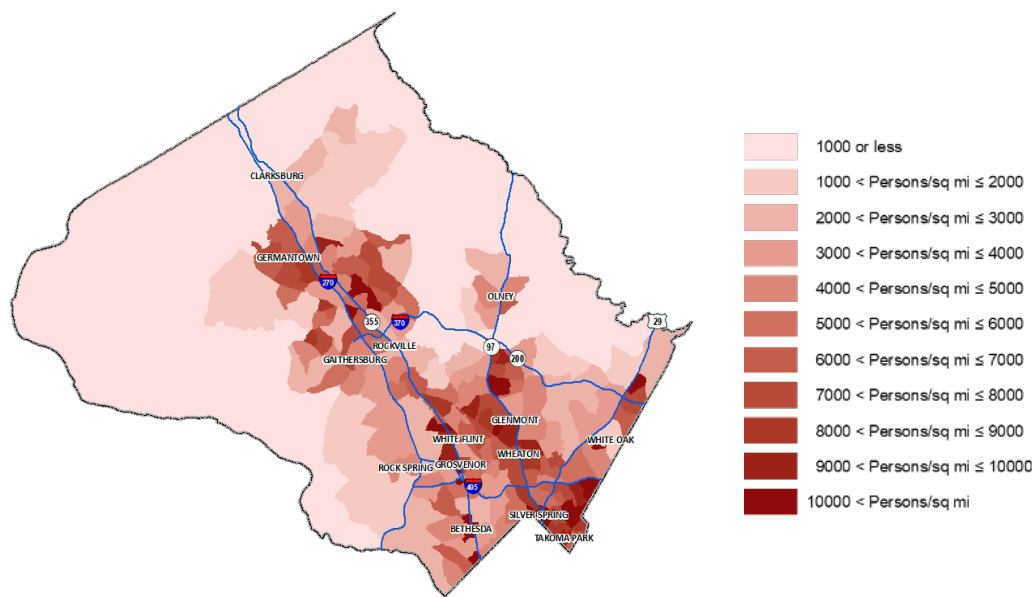 CLARKSBURG
GERMANTOWN
270
OLNEY
355
370
29
ROCKVILLE
97
200
GAITHERSBURG
GLENMONT
WHITE FLINT
WHITE OAK
WHEATON
ROCK SPRING
GROSVENOR
495
SILVER SPRING
BETHESDA
TAKOMA PARK
1000 or less
1000 < Persons/sq mi ≤ 2000
2000 < Persons/sq mi ≤ 3000
3000 < Persons/sq mi ≤ 4000
4000 < Persons/sq mi ≤ 5000
5000 < Persons/sq mi ≤ 6000
6000 < Persons/sq mi ≤ 7000
7000 < Persons/sq mi ≤ 8000
8000 < Persons/sq mi ≤ 9000
9000 < Persons/sq mi ≤ 10000
10000 < Persons/sq mi